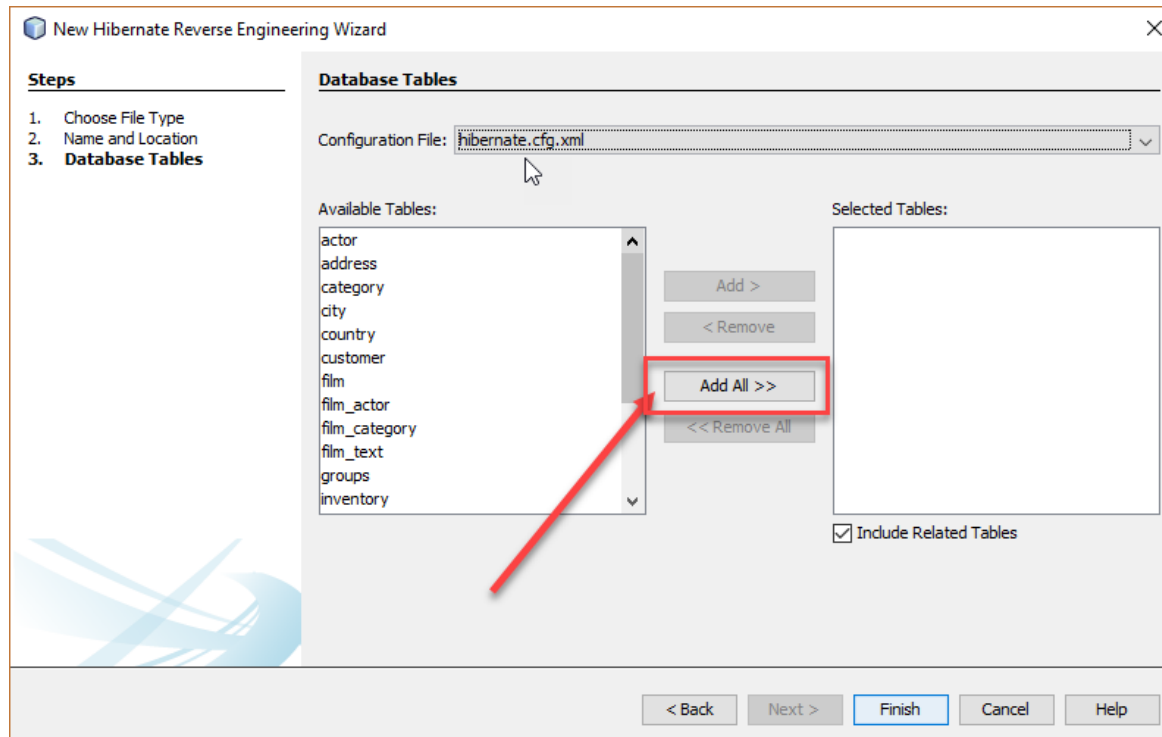 New Hibernate Reverse Engineering Wizard
Steps
1. Choose File Type
2. Name and Location
3. Database Tables
Database Tables
Configuration File: hibernate.cfg.xml
Available Tables:
actor
address
category
city
country
customer
film
film_actor
film_category
film_text
groups
inventory
Add >
< Remove
Add All >>
<< Remove All
Selected Tables:
Include Related Tables
< Back Next > Finish Cancel Help